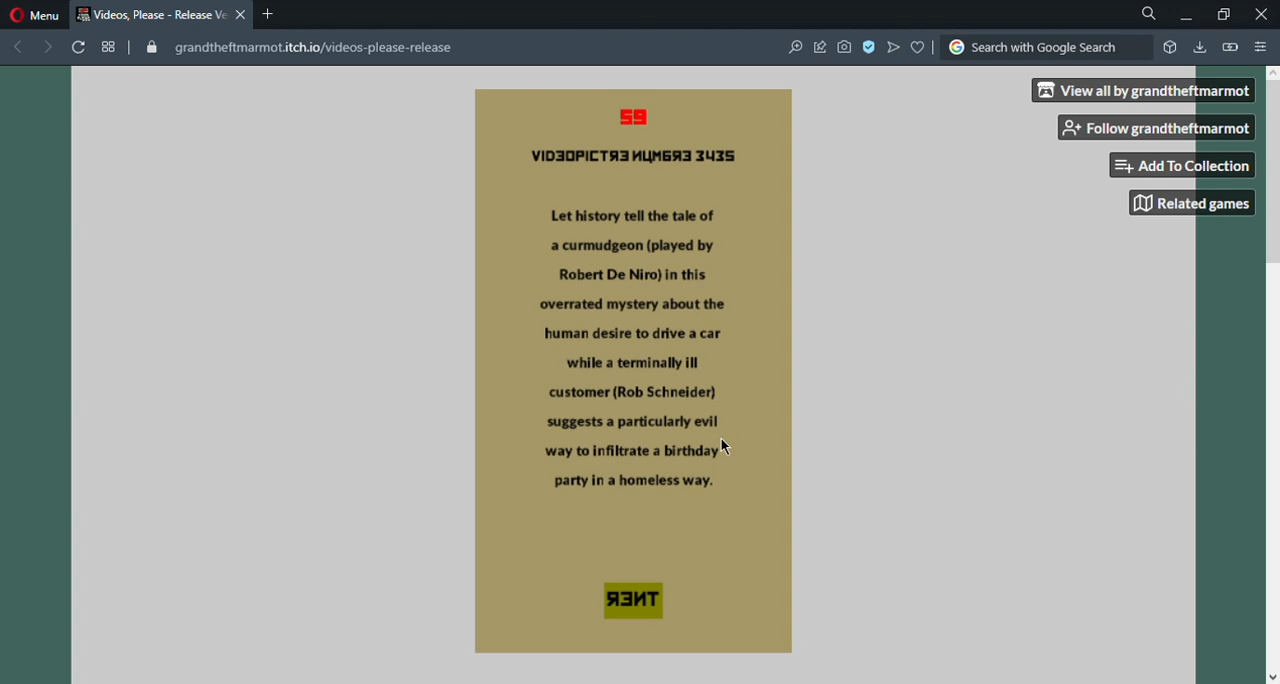 Menu
Videos, Please - Release Ve
grandtheftmarmot.itch.io/videos-please-release
Search with Google Search
View all by grandtheftmarmot
Follow grandtheftmarmot
Add To Collection
Related games
59
VIDЭOPICTЯЭ ИЦMБЯЭ 3435
Let history tell the tale of
a curmudgeon (played by
Robert De Niro) in this
overrated mystery about the
human desire to drive a car
while a terminally ill
customer (Rob Schneider)
suggests a particularly evil
way to infiltrate a birthday
party in a homeless way.
ЯЭИT